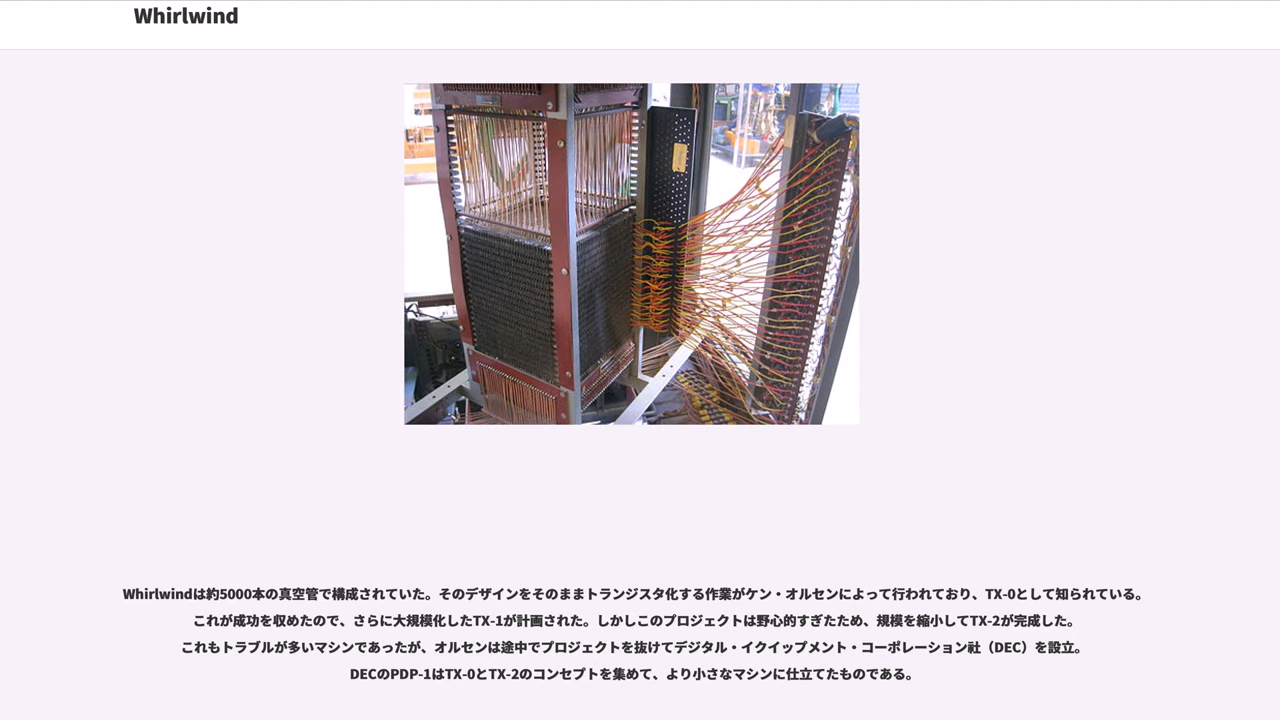 Whirlwind
Whirlwindは約5000本の真空管で構成されていた。そのデザインをそのままトランジスタ化する作業がケン・オルセンによって行われており、TX-0として知られている。
これが成功を収めたので、さらに大規模化したTX-1が計画された。しかしこのプロジェクトは野心的すぎたため、規模を縮小してTX-2が完成した。
これもトラブルが多いマシンであったが、オルセンは途中でプロジェクトを抜けてデジタル・イクイップメント・コーポレーション社（DEC）を設立。
DECのPDP-1はTX-0とTX-2のコンセプトを集めて、より小さなマシンに仕立てたものである。